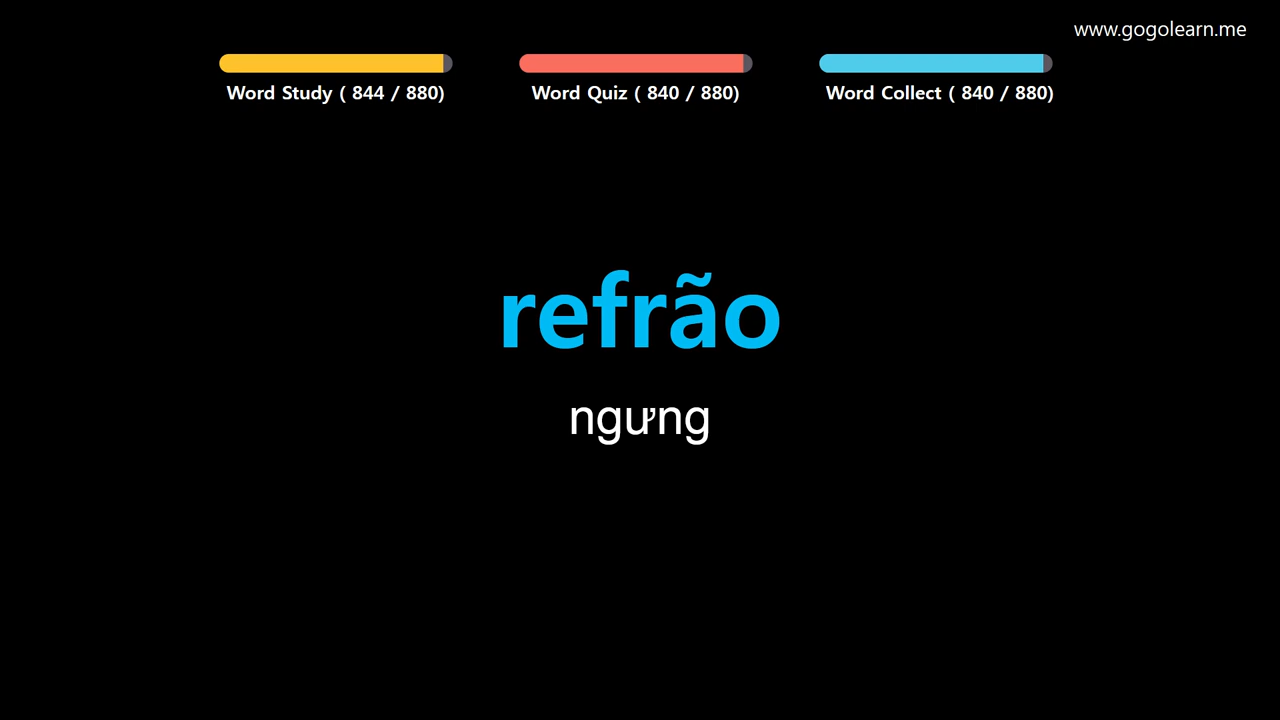 www.gogolearn.me
Word Study ( 844 / 880)
Word Quiz ( 840 / 880)
Word Collect ( 840 / 880)
refrão
ngưng